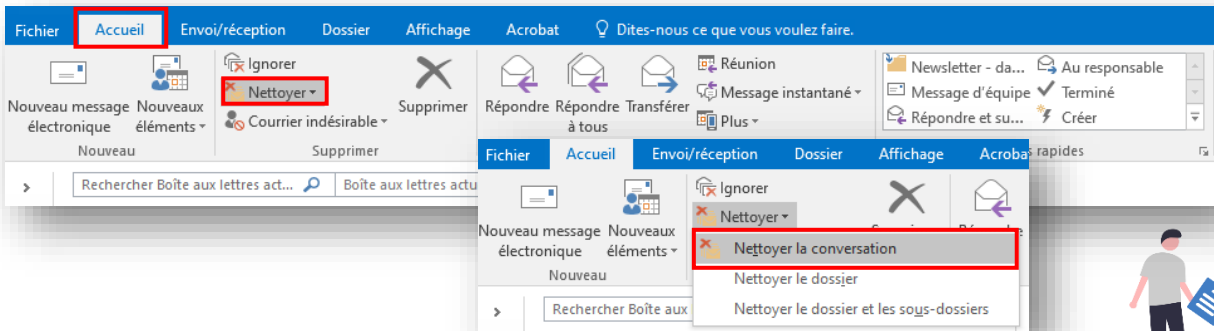 Fichier Accueil Envoi/réception Dossier Affichage Acrobat Dites-nous ce que vous voulez faire.
Ignorer Réunion Newsletter - da... Au responsable
Nettoyer Message instantané Message d'équipe Terminé
Nouveau message Nouveaux Supprimer Répondre Répondre Transférer
électronique éléments Courrier indésirable à tous Plus Répondre et su... Créer
Nouveau Supprimer rapides
Rechercher Boîte aux lettres act... Boîte aux lettres actu
Fichier Accueil Envoi/réception Dossier Affichage Acrobat
Ignorer
Nettoyer
Nouveau message Nouveaux
électronique éléments
Nouveau
Nettoyer la conversation
Nettoyer le dossier
Nettoyer le dossier et les sous-dossiers
Rechercher Boîte aux